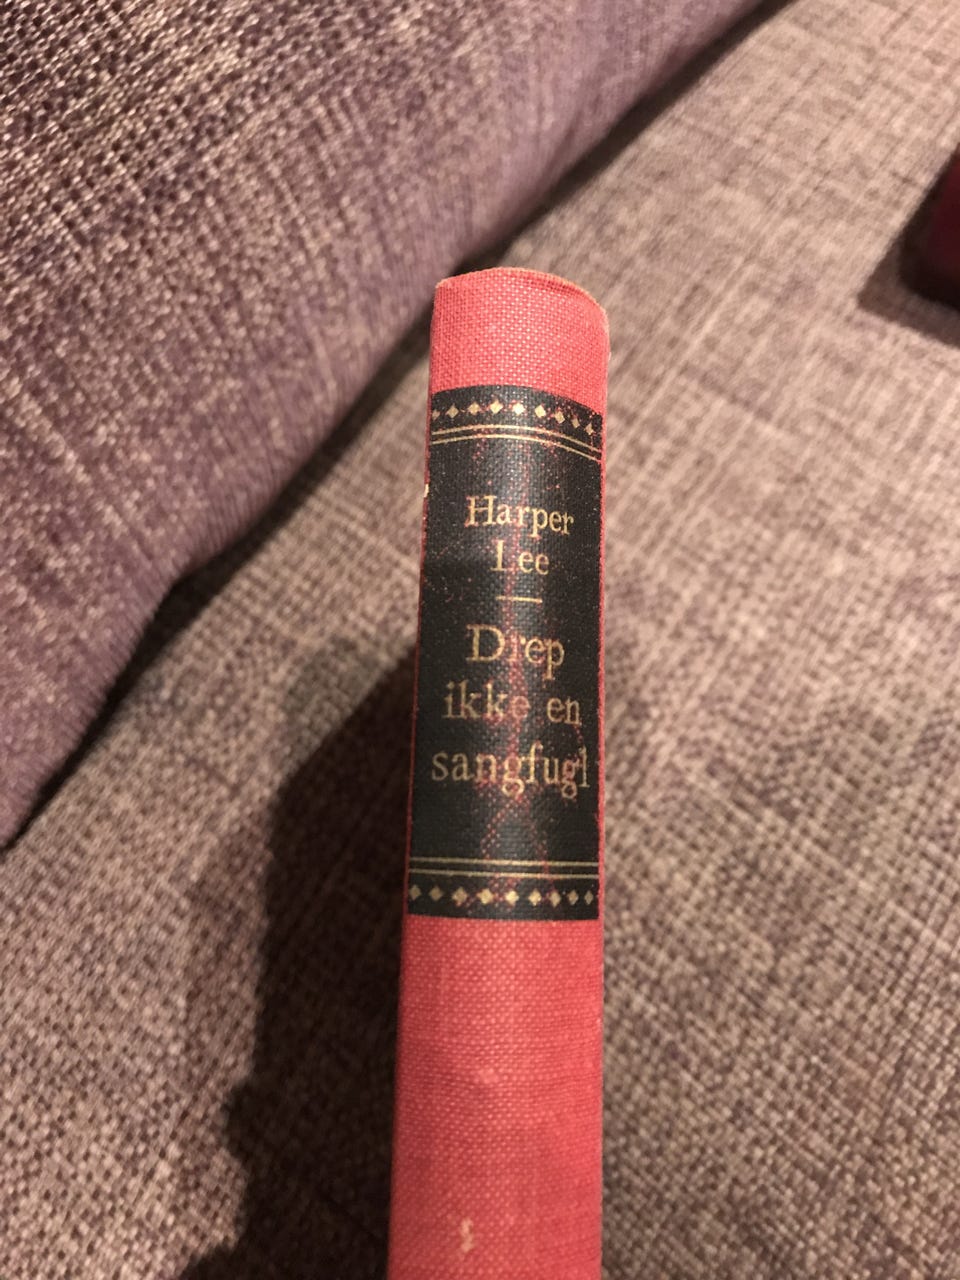 Harper
Lee
Drep
ikke en
sangfugl